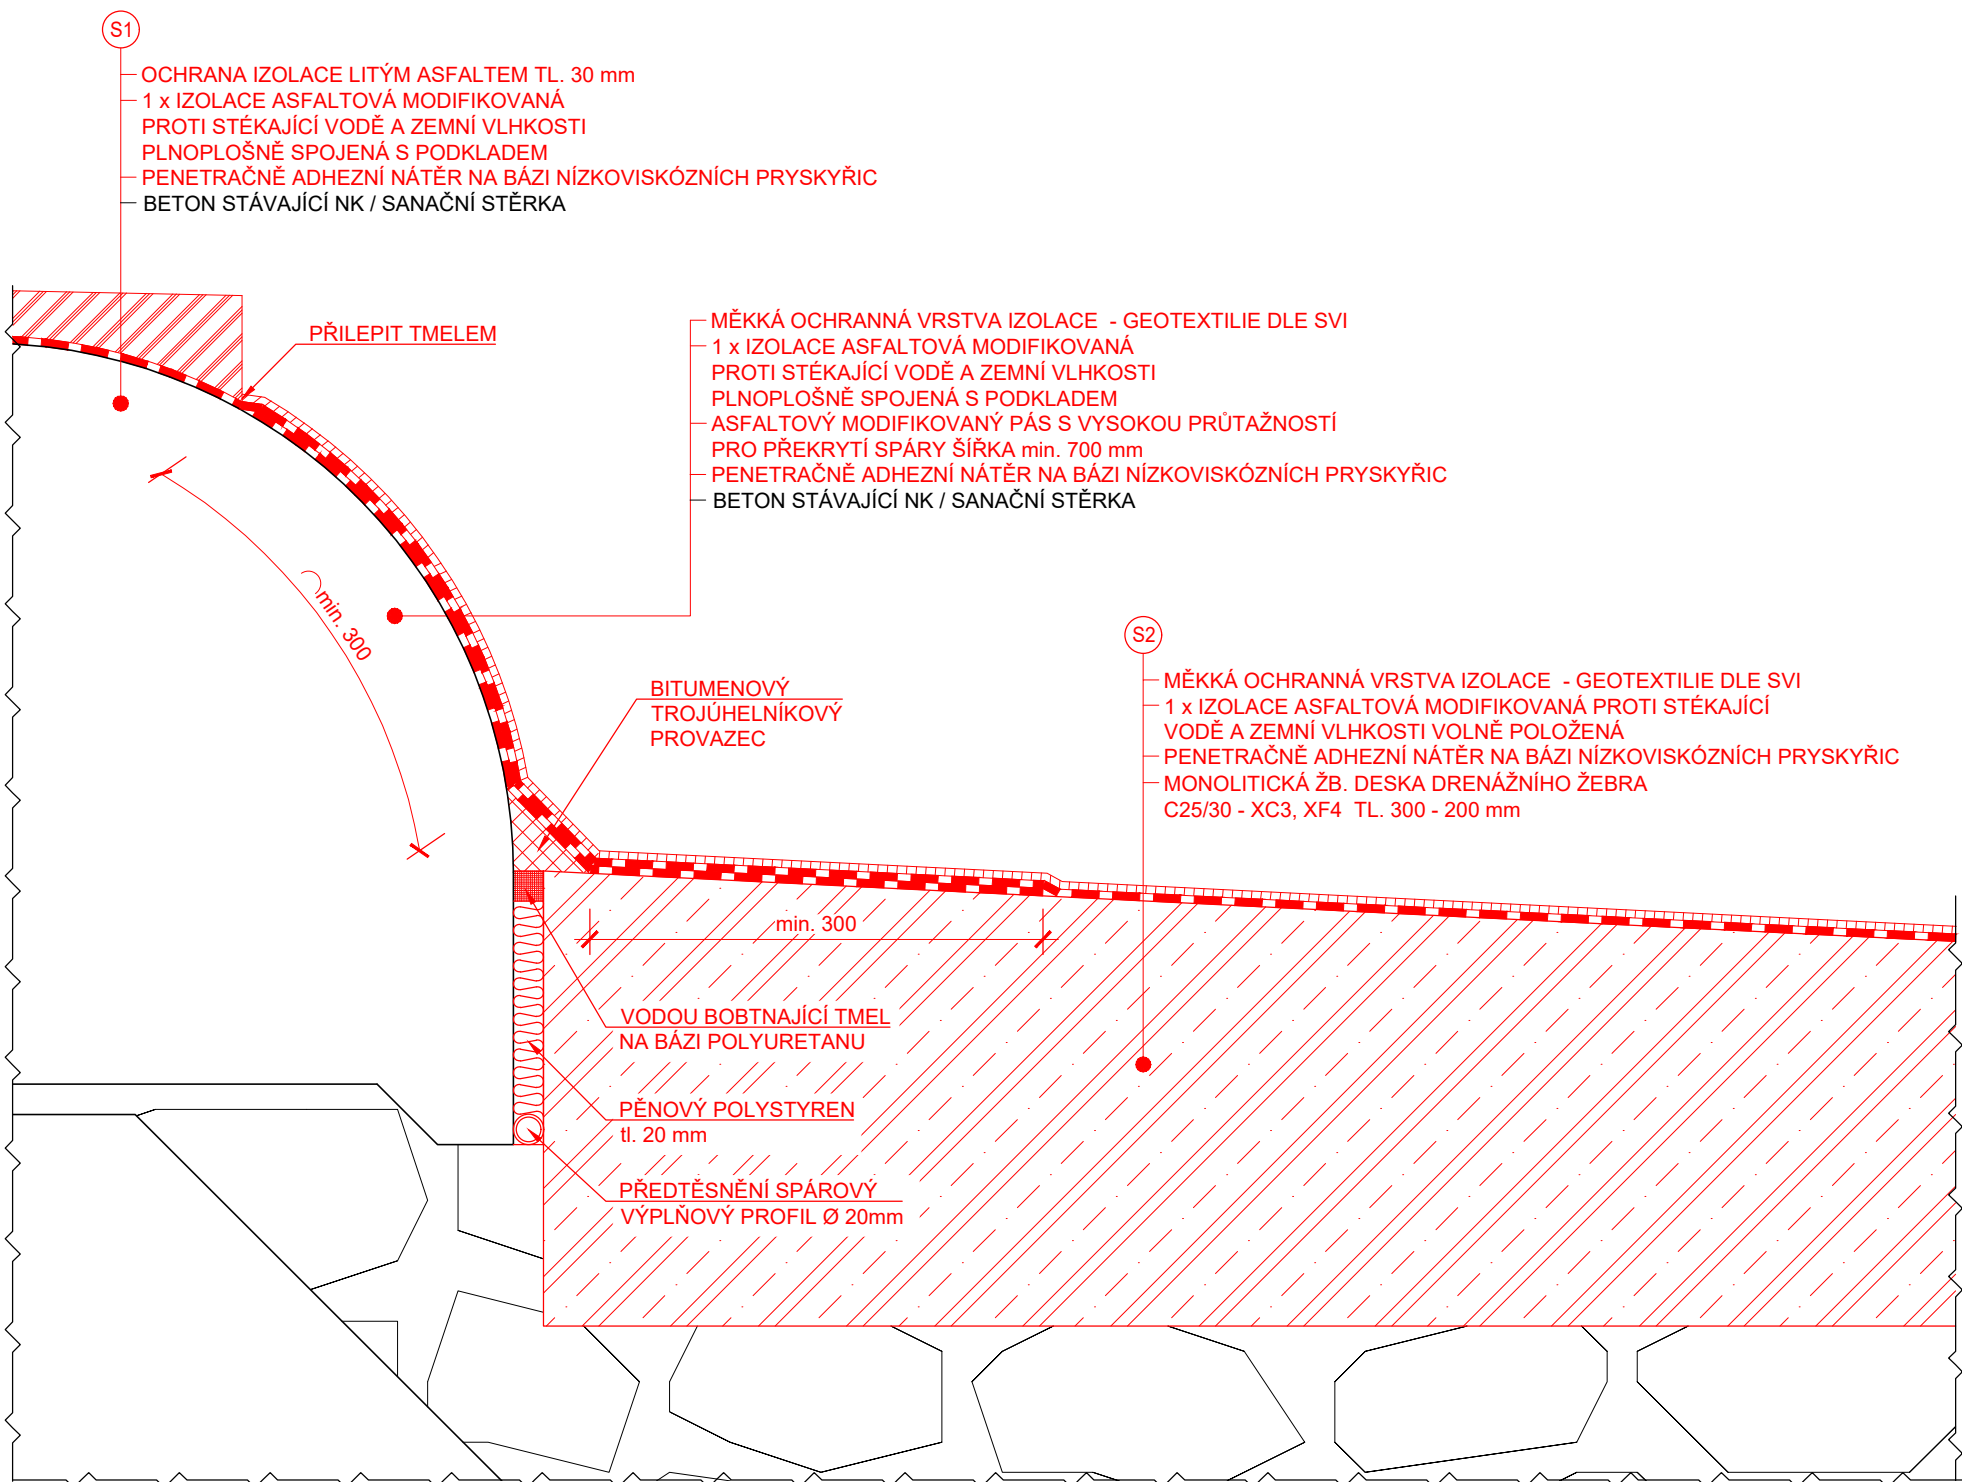 S1
OCHRANA IZOLACE LITÝM ASFALTEM TL. 30 mm
1 x IZOLACE ASFALTOVÁ MODIFIKOVANÁ
PROTI STÉKAJÍCÍ VODĚ A ZEMNÍ VLHKOSTI
PLNOPLOŠNĚ SPOJENÁ S PODKLADEM
PENETRAČNĚ ADHEZNÍ NÁTĚR NA BÁZI NÍZKOVISKÓZNÍCH PRYSKYŘIC
BETON STÁVAJÍCÍ NK / SANAČNÍ STĚRKA
PŘILEPIT TMELEM
MĚKKÁ OCHRANNÁ VRSTVA IZOLACE - GEOTEXTILIE DLE SVI
1 x IZOLACE ASFALTOVÁ MODIFIKOVANÁ
PROTI STÉKAJÍCÍ VODĚ A ZEMNÍ VLHKOSTI
PLNOPLOŠNĚ SPOJENÁ S PODKLADEM
ASFALTOVÝ MODIFIKOVANÝ PÁS S VYSOKOU PRŮTAŽNOSTÍ
PRO PŘEKRYTÍ SPÁRY ŠÍŘKA min. 700 mm
PENETRAČNĚ ADHEZNÍ NÁTĚR NA BÁZI NÍZKOVISKÓZNÍCH PRYSKYŘIC
BETON STÁVAJÍCÍ NK / SANAČNÍ STĚRKA
min. 300
S2
MĚKKÁ OCHRANNÁ VRSTVA IZOLACE - GEOTEXTILIE DLE SVI
1 x IZOLACE ASFALTOVÁ MODIFIKOVANÁ PROTI STÉKAJÍCÍ
VODĚ A ZEMNÍ VLHKOSTI VOLNĚ POLOŽENÁ
PENETRAČNĚ ADHEZNÍ NÁTĚR NA BÁZI NÍZKOVISKÓZNÍCH PRYSKYŘIC
MONOLITICKÁ ŽB. DESKA DRENÁŽNÍHO ŽEBRA
C25/30 - XC3, XF4 TL. 300 - 200 mm
BITUMENOVÝ
TROJÚHELNÍKOVÝ
PROVAZEC
min. 300
VODOU BOBTNAJÍCÍ TMEL
NA BÁZI POLYURETANU
PĚNOVÝ POLYSTYREN
tl. 20 mm
PŘEDTĚSNĚNÍ SPÁROVÝ
VÝPLŇOVÝ PROFIL Ø 20mm